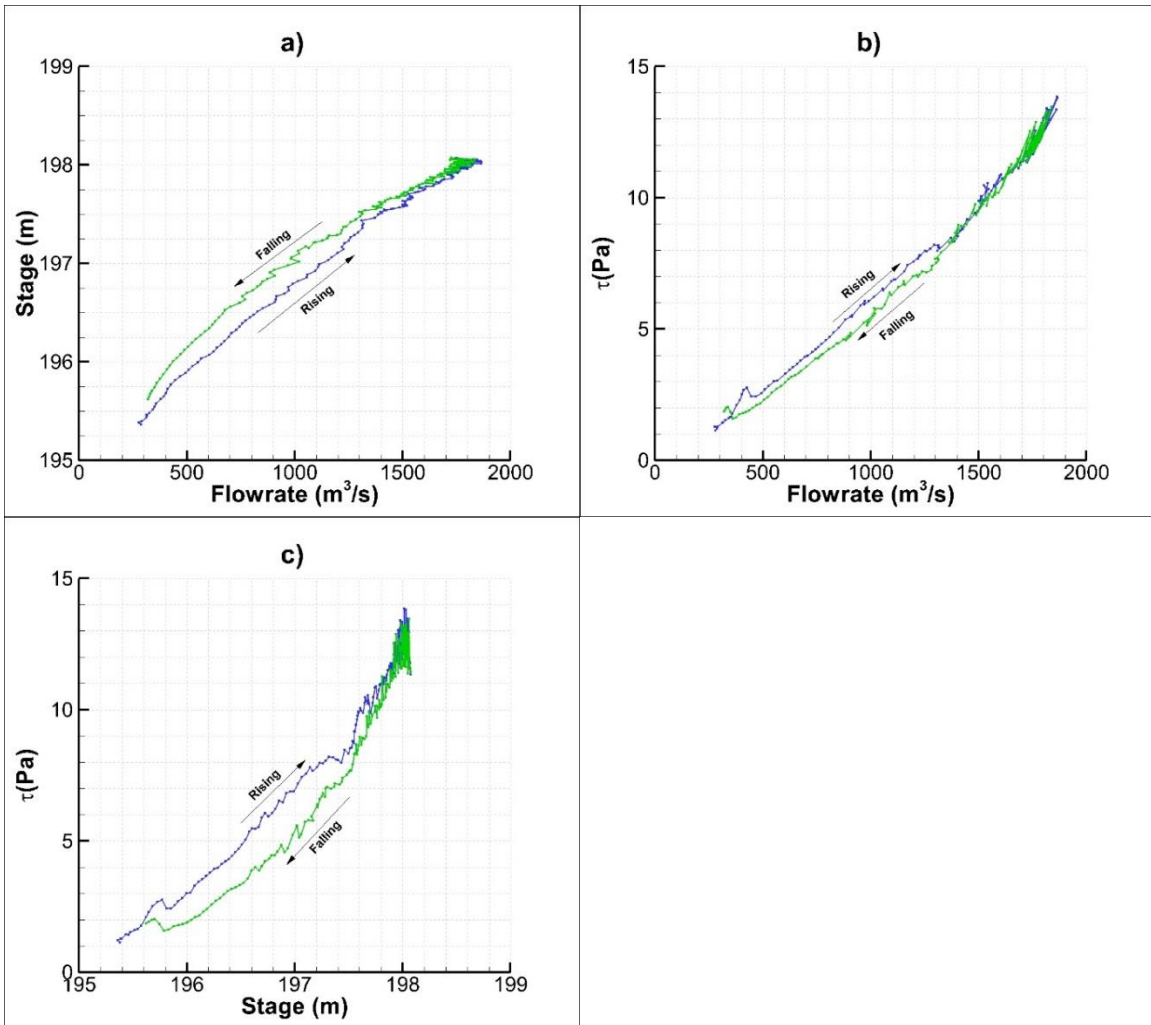 a)
199
198
197
196
195
Stage (m)
Falling
Rising
0
500
1000
1500
2000
Flowrate (m³/s)
b)
15
10
5
0
τ(Pa)
Rising
Falling
0
500
1000
1500
2000
Flowrate (m³/s)
c)
15
10
5
0
τ(Pa)
Rising
Falling
195
196
197
198
199
Stage (m)